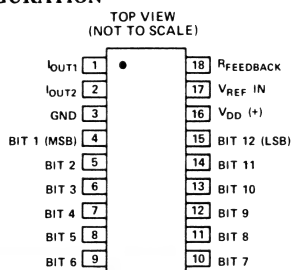 GURATION
TOP VIEW
(NOT TO SCALE)
IOUT1 1 18 RFEEDBACK
IOUT2 2 17 VREF IN
GND 3 16 VDD (+)
BIT 1 (MSB) 4 15 BIT 12 (LSB)
BIT 2 5 14 BIT 11
BIT 3 6 13 BIT 10
BIT 4 7 12 BIT 9
BIT 5 8 11 BIT 8
BIT 6 9 10 BIT 7